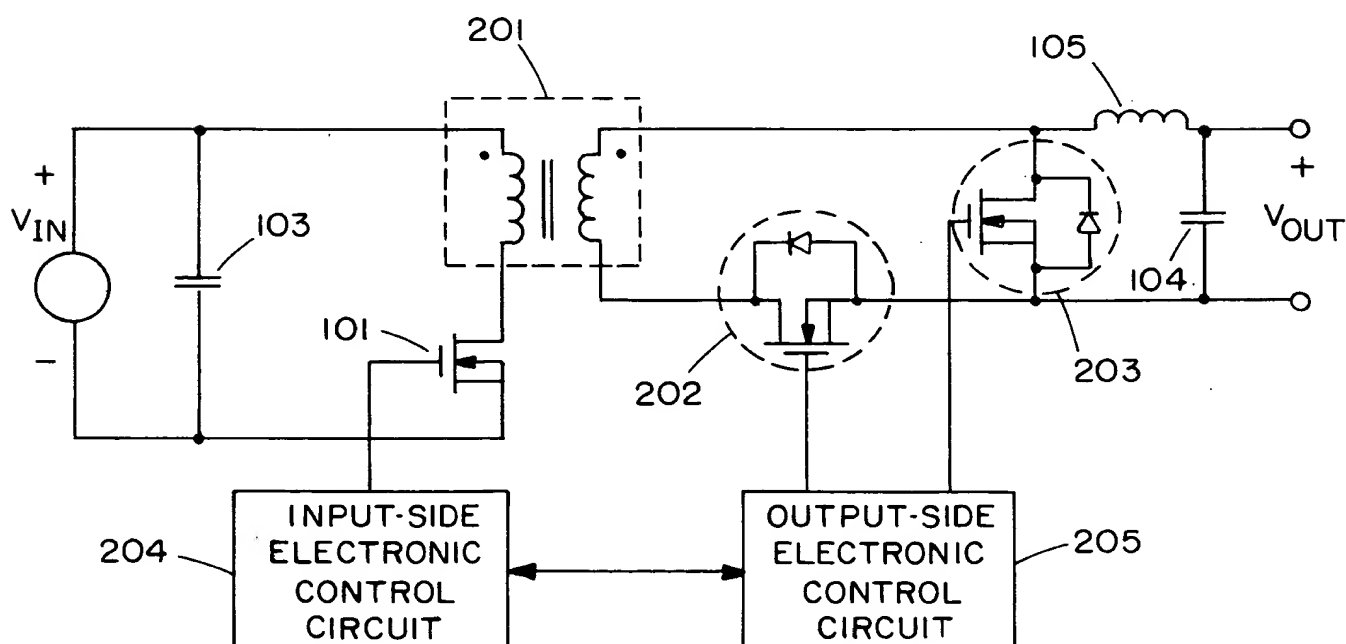 201
105
+
V_IN
−
103
101
202
203
104
+
V_OUT
204
INPUT-SIDE
ELECTRONIC
CONTROL
CIRCUIT
OUTPUT-SIDE
ELECTRONIC
CONTROL
CIRCUIT
205